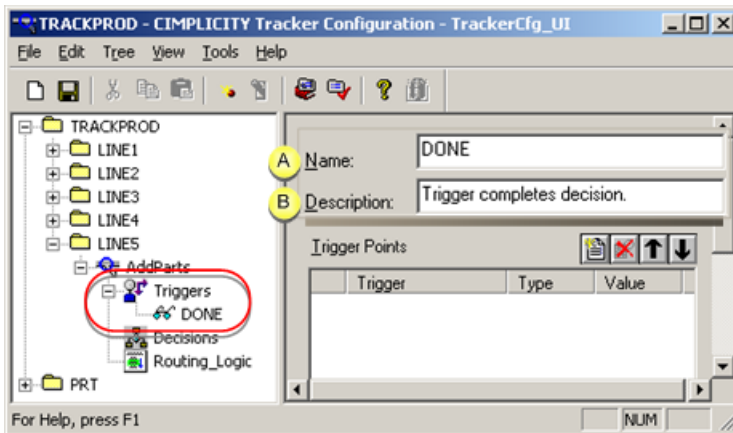 TRACKPROD - CIMPLICITY Tracker Configuration - TrackerCfg_UI
File Edit Tree View Tools Help
TRACKPROD
LINE1
LINE2
LINE3
LINE4
LINE5
AddParts
Triggers
DONE
Decisions
Routing_Logic
PRT
A Name: DONE
B Description: Trigger completes decision.
Trigger Points
Trigger Type Value
For Help, press F1 NUM